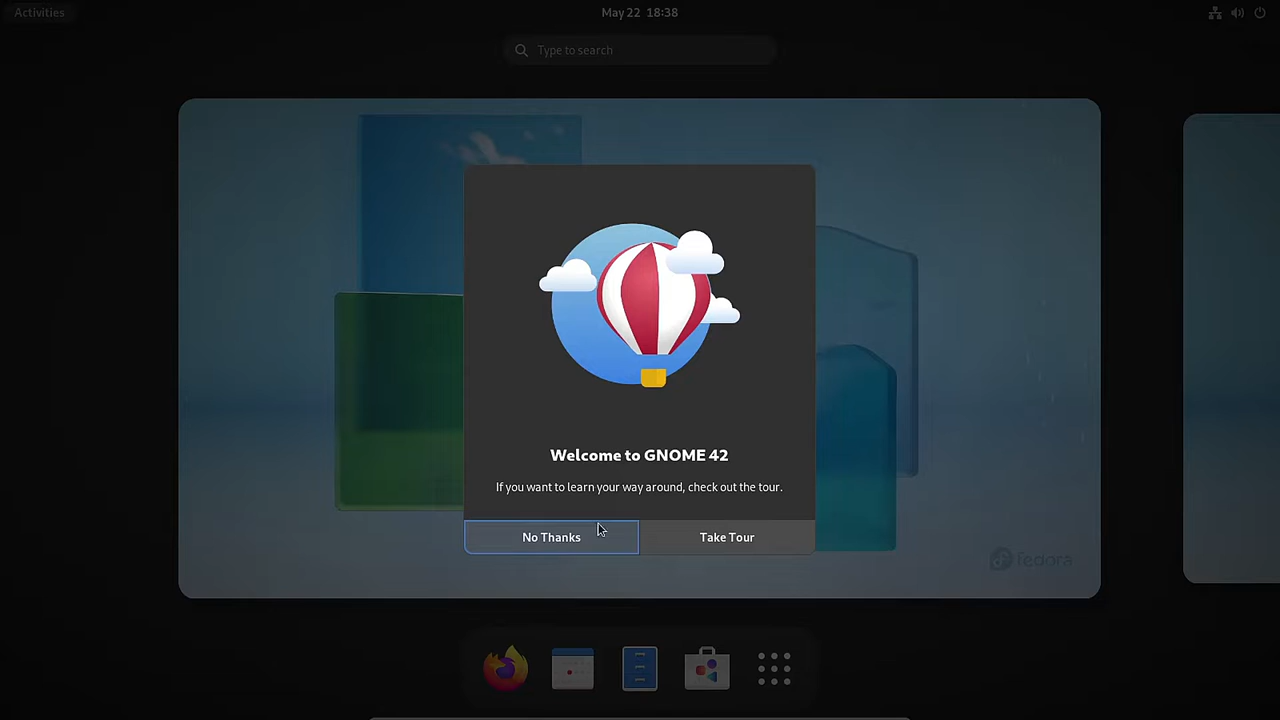 Activities
May 22 18:38
Type to search
Welcome to GNOME 42
If you want to learn your way around, check out the tour.
No Thanks
Take Tour
fedora